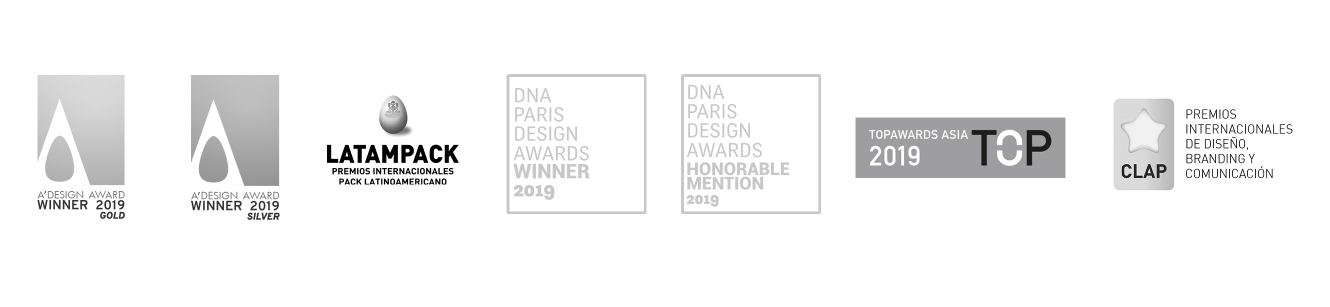 A'DESIGN AWARD
WINNER 2019
GOLD
A'DESIGN AWARD
WINNER 2019
SILVER
LATAMPACK
PREMIOS INTERNACIONALES
PACK LATINOAMERICANO
DNA
PARIS
DESIGN
AWARDS
WINNER
2019
DNA
PARIS
DESIGN
AWARDS
HONORABLE
MENTION
2019
TOPAWARDS ASIA
2019
TOP
CLAP
PREMIOS
INTERNACIONALES
DE DISEÑO,
BRANDING Y
COMUNICACIÓN